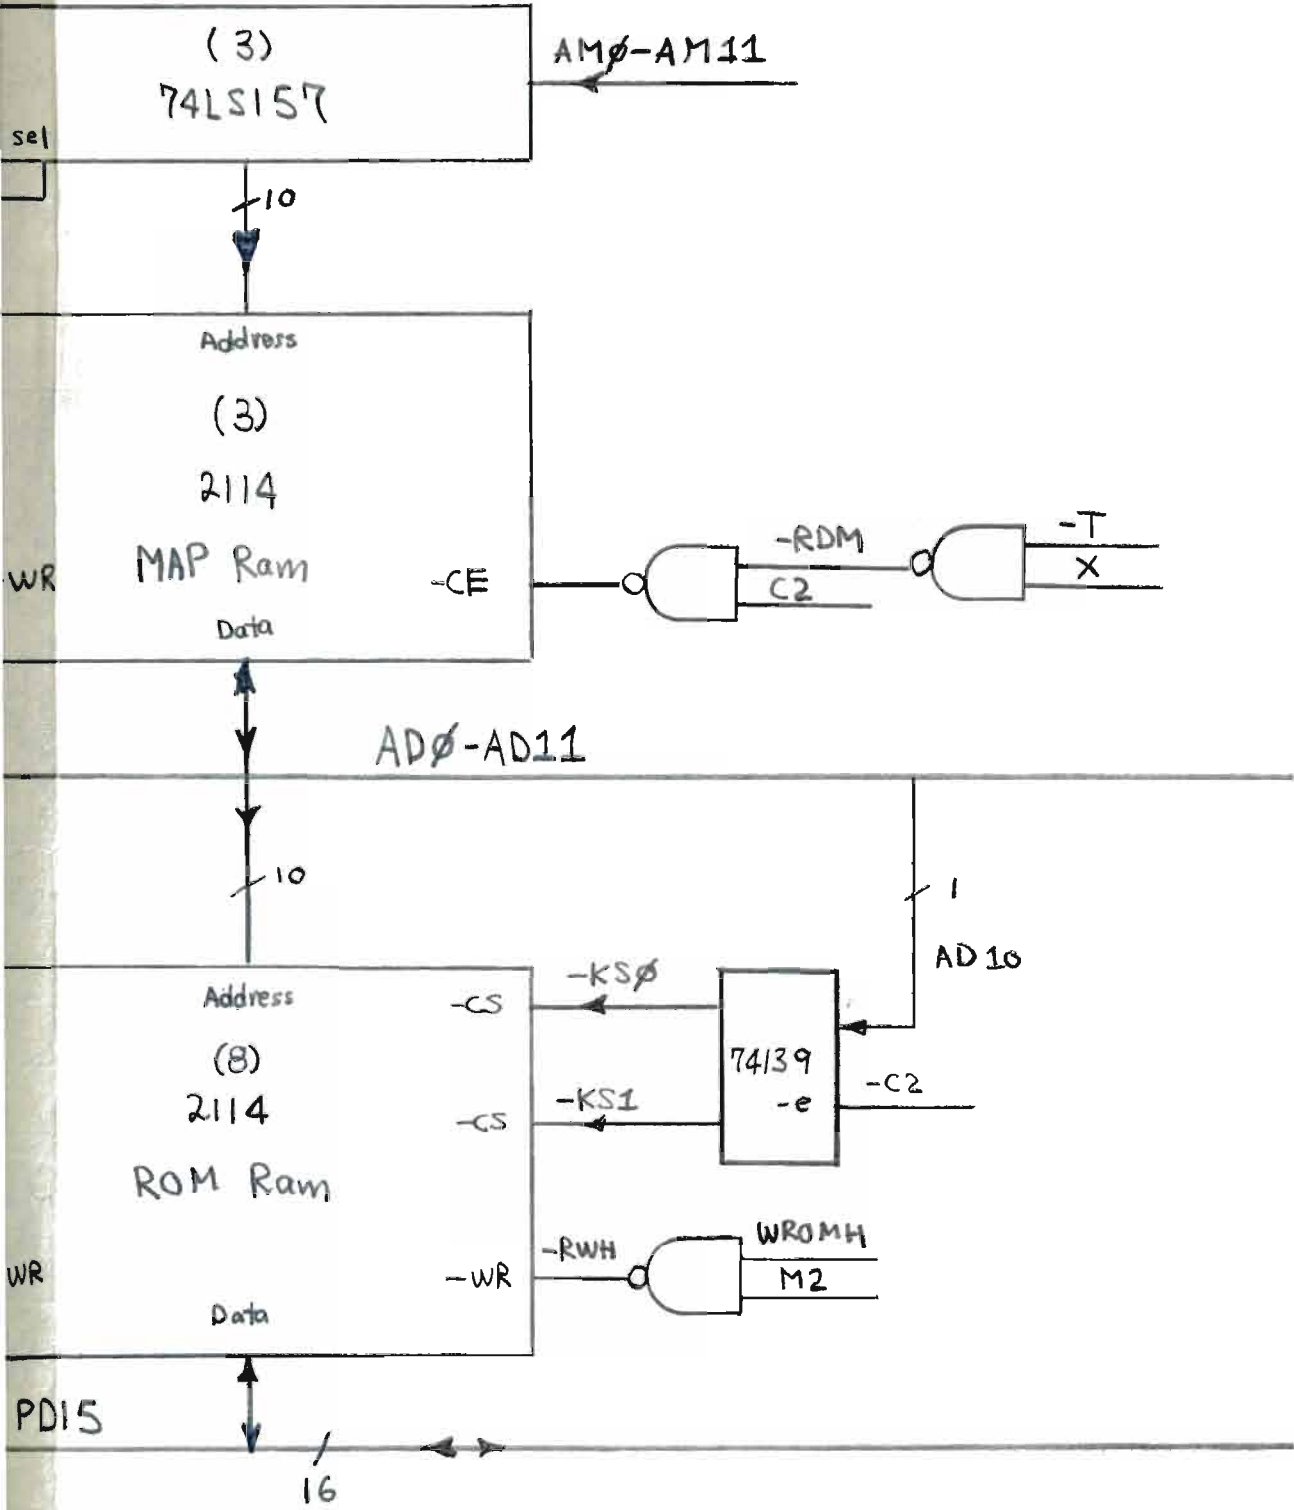 (3)
AMØ-AM11
74LS157
sel
10
Address
(3)
2114
MAP Ram
-WR
-CE
-RDM
C2
-T
X
Data
ADØ-AD11
10
1
AD10
Address
-CS
-KSØ
(8)
2114
74139
-e
-C2
-CS
-KS1
ROM Ram
WR
-WR
-RWH
WROMH
M2
Data
PD15
16